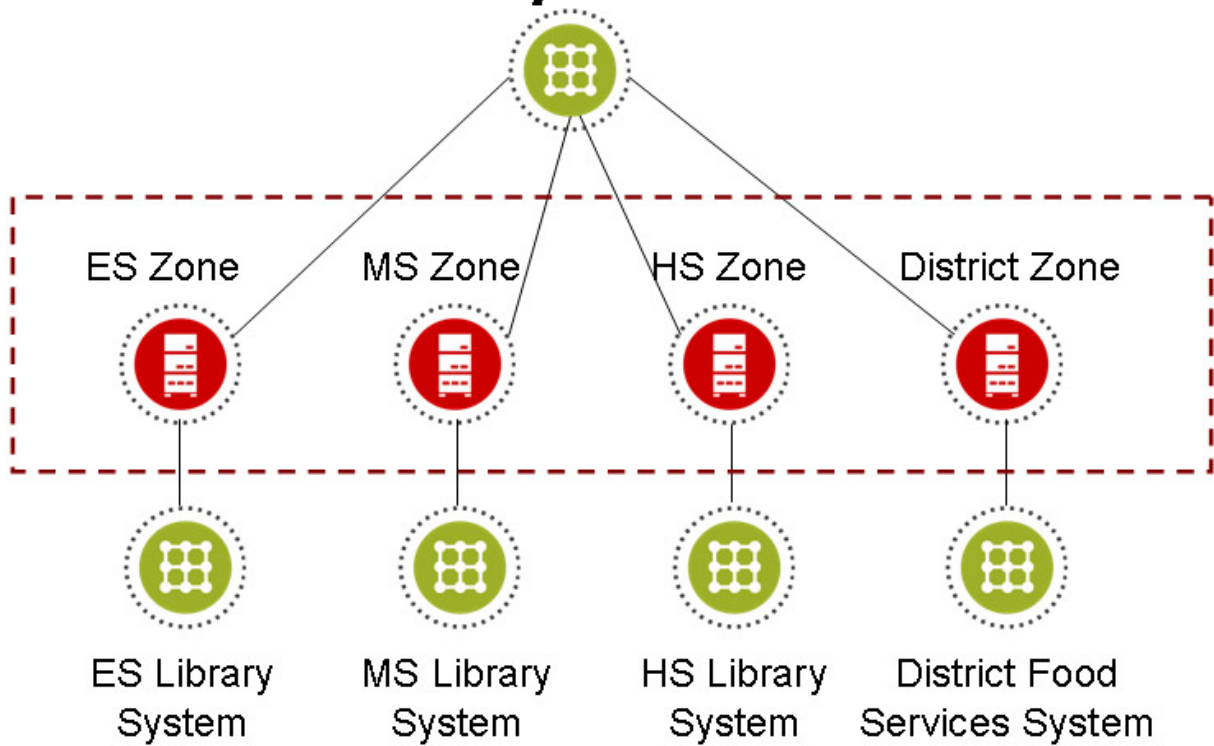 ES Zone
MS Zone
HS Zone
District Zone
ES Library
System
MS Library
System
HS Library
System
District Food
Services System